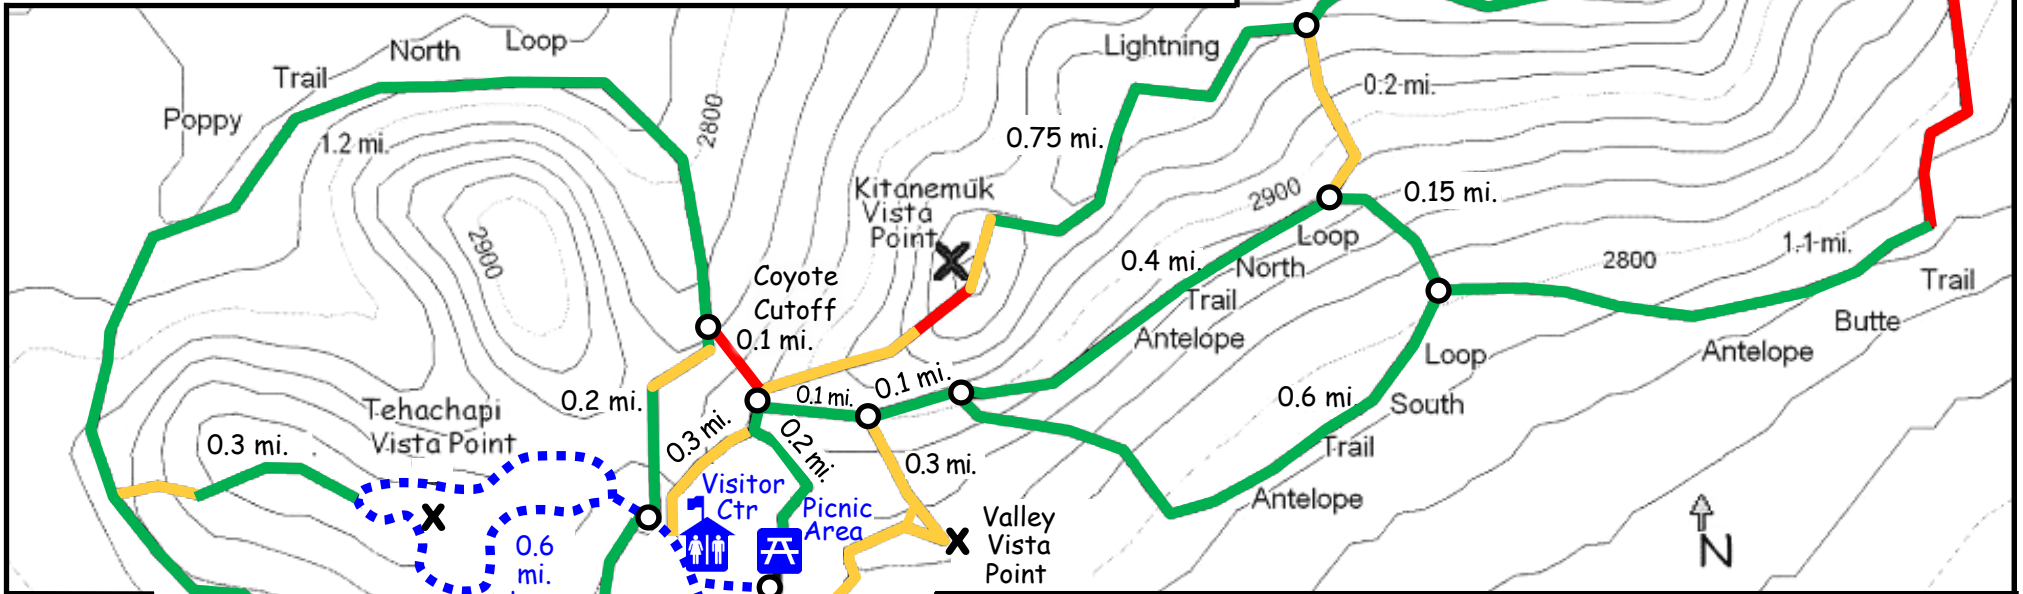 North
Loop
Trail
Poppy
1.2 mi.
2800
2900
Lightning
0.2 mi.
0.75 mi.
Kitanemuk
Vista
Point
2900
0.15 mi.
Loop
North
Trail
Antelope
0.4 mi.
2800
1.1 mi.
Trail
Butte
Antelope
Coyote
Cutoff
0.1 mi.
0.1 mi.
0.1 mi.
0.2 mi.
0.3 mi.
0.2 mi.
0.3 mi.
Loop
South
Trail
Antelope
0.6 mi
Tehachapi
Vista Point
0.3 mi.
0.6
mi.
Visitor
Ctr
Picnic
Area
Valley
Vista
Point
N